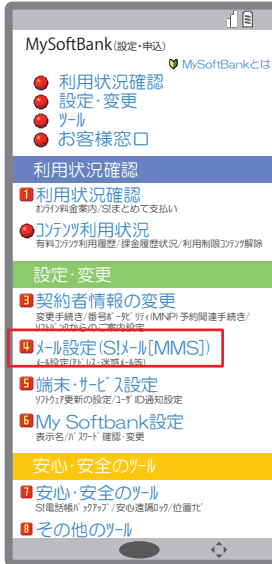 MySoftBank(設定･申込)
MySoftBankとは
利用状況確認
設定･変更
ﾂｰﾙ
お客様窓口
利用状況確認
1 利用状況確認
ｵﾝﾗｲﾝ料金案内/S!まとめて支払い
ｺﾝﾃﾝﾂ利用状況
有料ｺﾝﾃﾝﾂ利用履歴/課金履歴状況/利用制限ｺﾝﾃﾝﾂ解除
設定･変更
3 契約者情報の変更
変更手続き/番号ﾎﾟｰﾀﾋﾞﾘﾃｨ(MNP)予約関連手続き/
ｿﾌﾄﾊﾞﾝｸからのご案内設定
4 ﾒｰﾙ設定(S!ﾒｰﾙ[MMS])
ﾒｰﾙ設定(ｱﾄﾞﾚｽ･迷惑ﾒｰﾙ等)
5 端末･ｻｰﾋﾞｽ設定
ｿﾌﾄｳｪｱ更新の設定/ﾕｰｻﾞID通知設定
6 My Softbank設定
表示名/ﾊﾟｽﾜｰﾄﾞ確認･変更
安心･安全のﾂｰﾙ
7 安心･安全のﾂｰﾙ
S!電話帳ﾊﾞｯｸｱｯﾌﾟ/安心遠隔ﾛｯｸ/位置ﾅﾋﾞ
8 その他のﾂｰﾙ